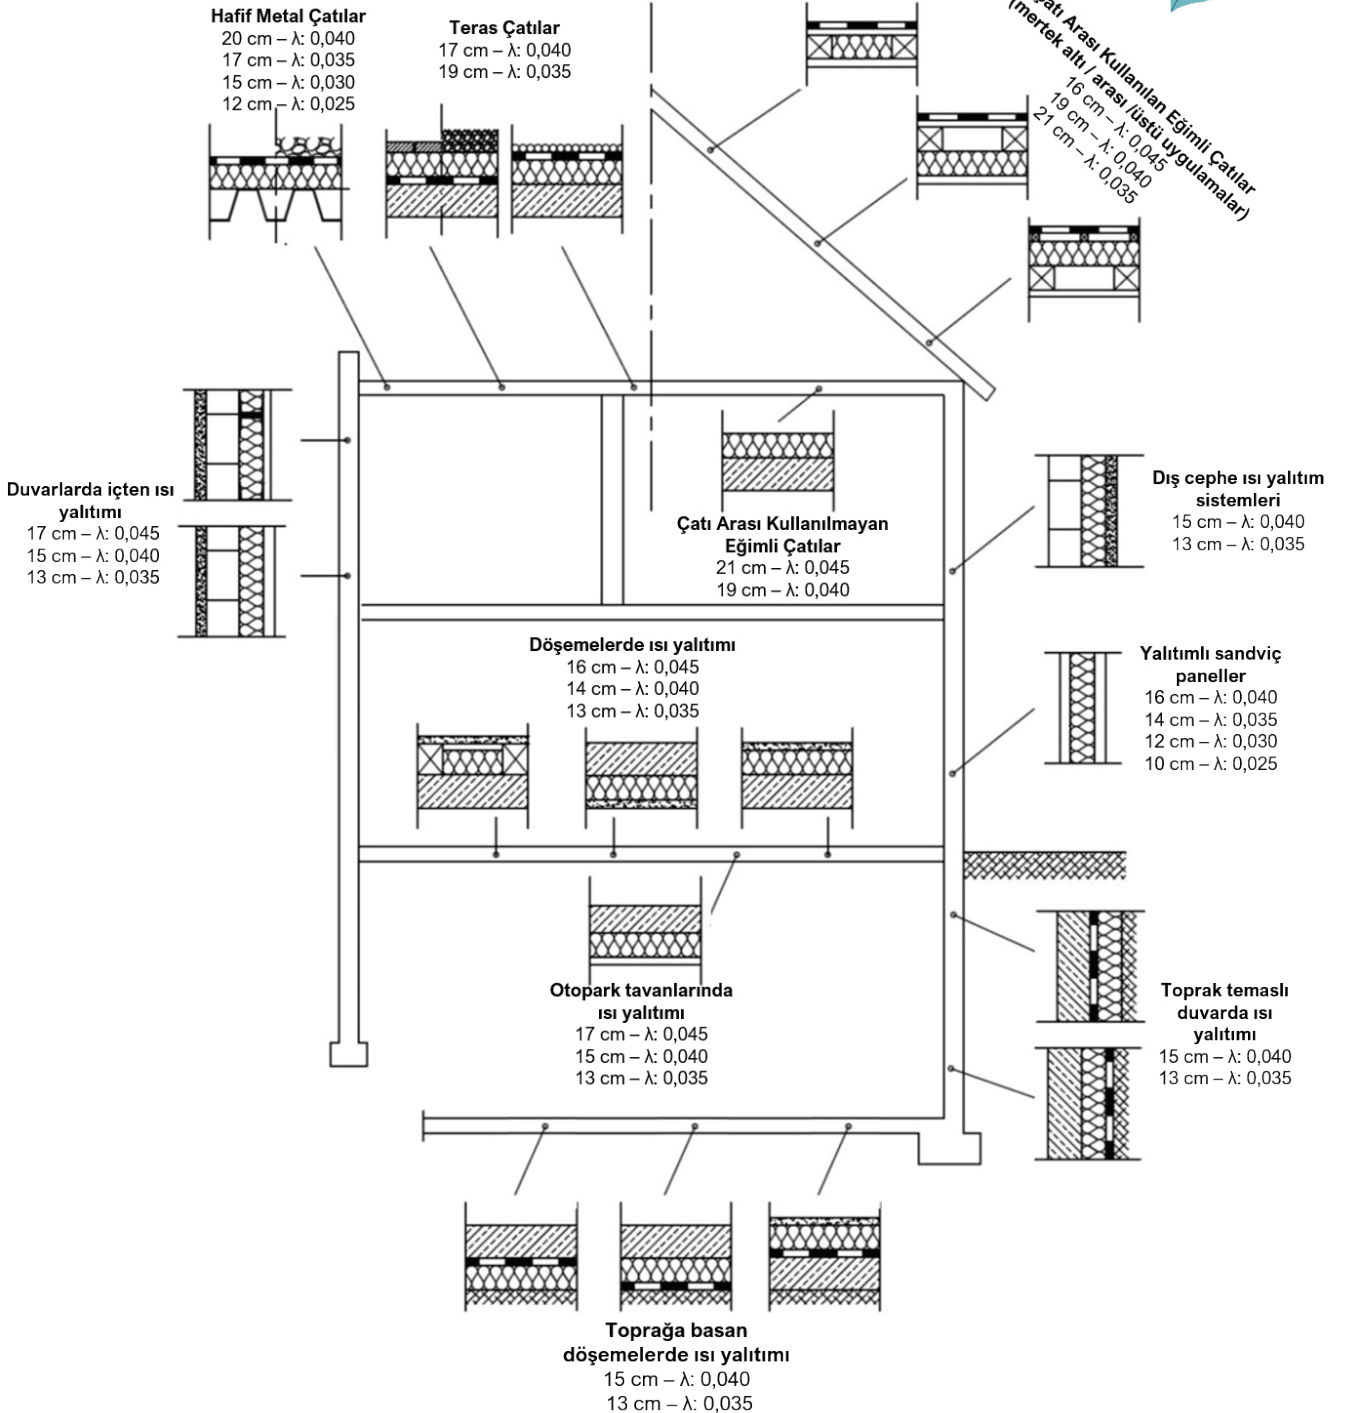 Hafif Metal Çatılar
20 cm – λ: 0,040
17 cm – λ: 0,035
15 cm – λ: 0,030
12 cm – λ: 0,025
Teras Çatılar
17 cm – λ: 0,040
19 cm – λ: 0,035
Çatı Arası Kullanılan Eğimli Çatılar
(mertek altı / arası /üstü uygulamalar)
16 cm – λ: 0,045
19 cm – λ: 0,040
21 cm – λ: 0,035
Duvarlarda içten ısı
yalıtımı
17 cm – λ: 0,045
15 cm – λ: 0,040
13 cm – λ: 0,035
Çatı Arası Kullanılmayan
Eğimli Çatılar
21 cm – λ: 0,045
19 cm – λ: 0,040
Dış cephe ısı yalıtım
sistemleri
15 cm – λ: 0,040
13 cm – λ: 0,035
Döşemelerde ısı yalıtımı
16 cm – λ: 0,045
14 cm – λ: 0,040
13 cm – λ: 0,035
Yalıtımlı sandviç
paneller
16 cm – λ: 0,040
14 cm – λ: 0,035
12 cm – λ: 0,030
10 cm – λ: 0,025
Otopark tavanlarında
ısı yalıtımı
17 cm – λ: 0,045
15 cm – λ: 0,040
13 cm – λ: 0,035
Toprak temaslı
duvarda ısı
yalıtımı
15 cm – λ: 0,040
13 cm – λ: 0,035
Toprağa basan
döşemelerde ısı yalıtımı
15 cm – λ: 0,040
13 cm – λ: 0,035